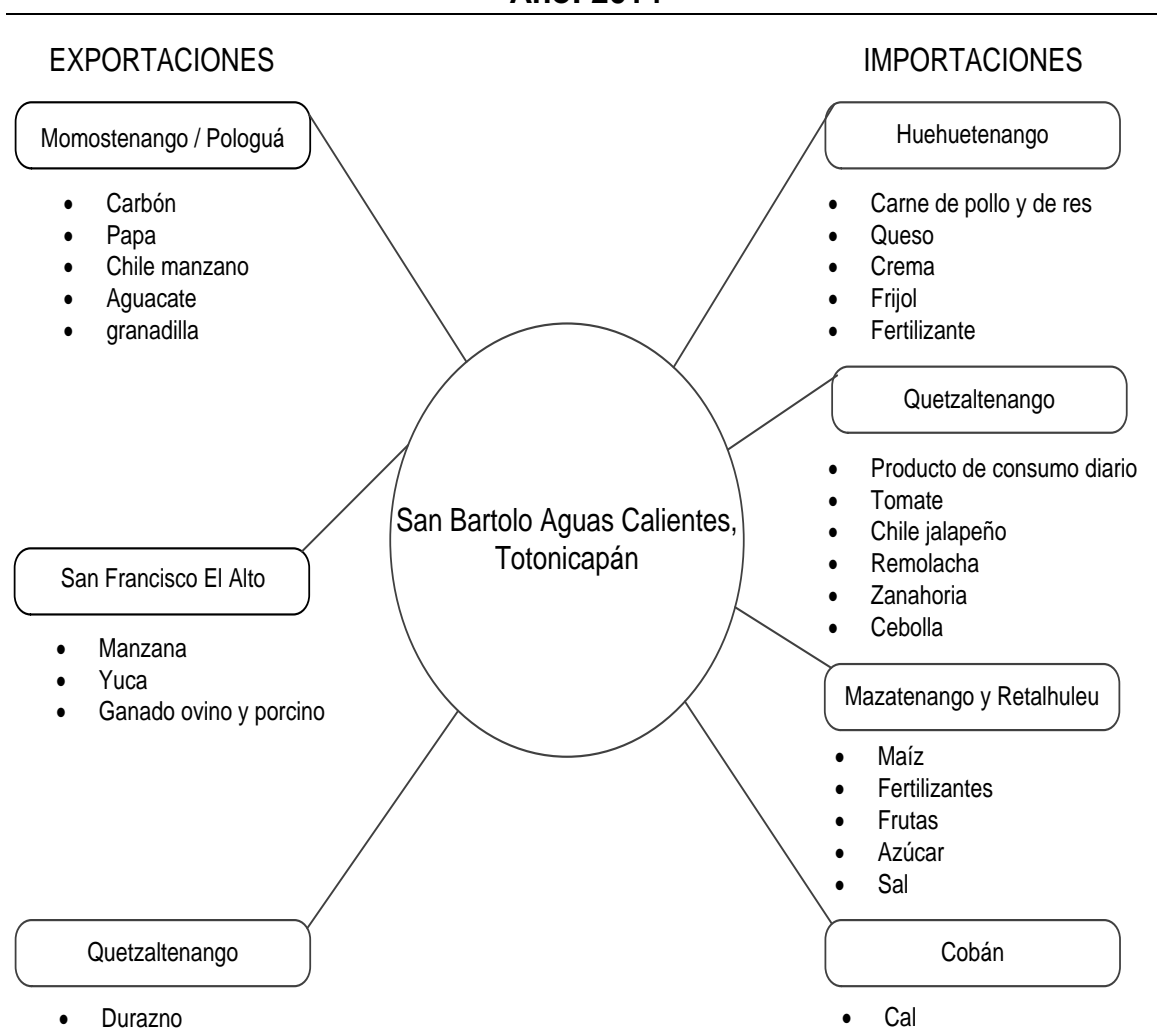 EXPORTACIONES
Momostenango / Pologuá
• Carbón
• Papa
• Chile manzano
• Aguacate
• granadilla
San Francisco El Alto
• Manzana
• Yuca
• Ganado ovino y porcino
Quetzaltenango
• Durazno
San Bartolo Aguas Calientes,
Totonicapán
IMPORTACIONES
Huehuetenango
• Carne de pollo y de res
• Queso
• Crema
• Frijol
• Fertilizante
Quetzaltenango
• Producto de consumo diario
• Tomate
• Chile jalapeño
• Remolacha
• Zanahoria
• Cebolla
Mazatenango y Retalhuleu
• Maíz
• Fertilizantes
• Frutas
• Azúcar
• Sal
Cobán
• Cal